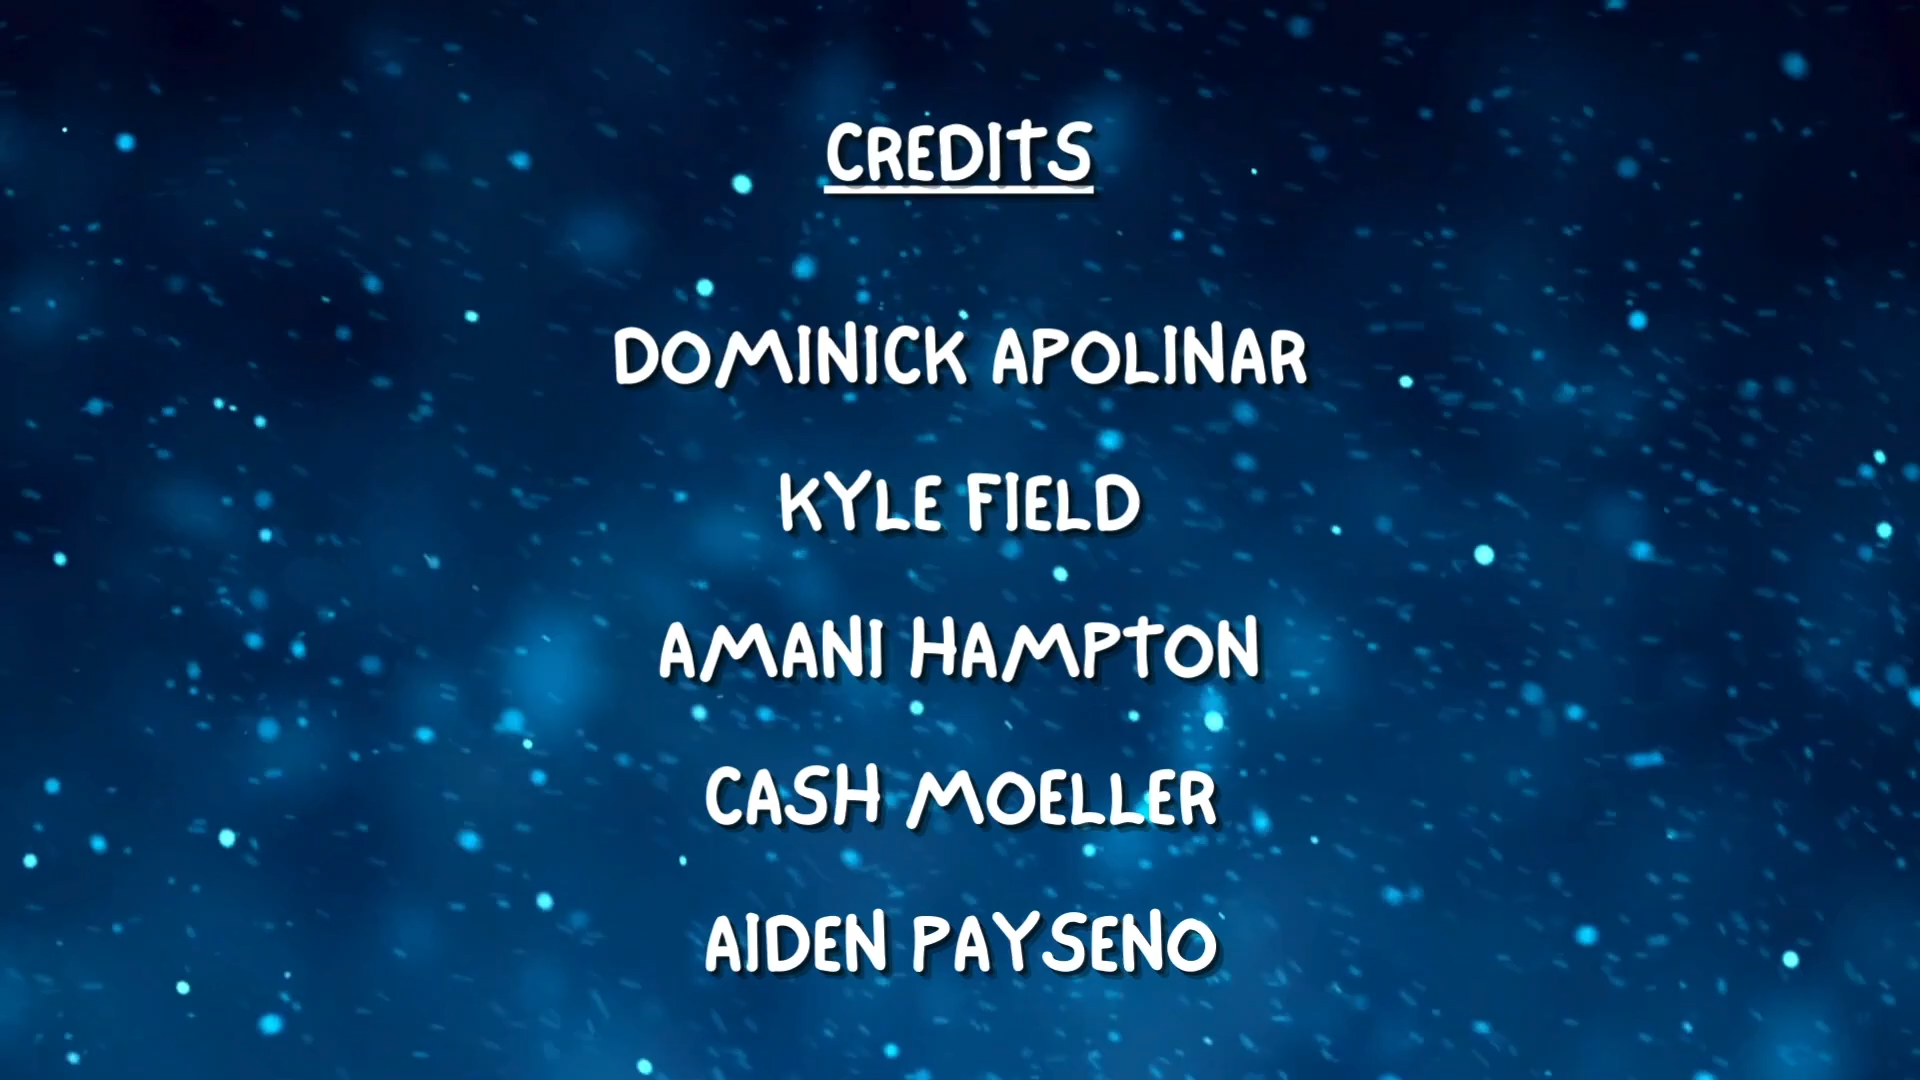 CREDITS
DOMINICK APOLINAR
KYLE FIELD
AMANI HAMPTON
CASH MOELLER
AIDEN PAYSENO